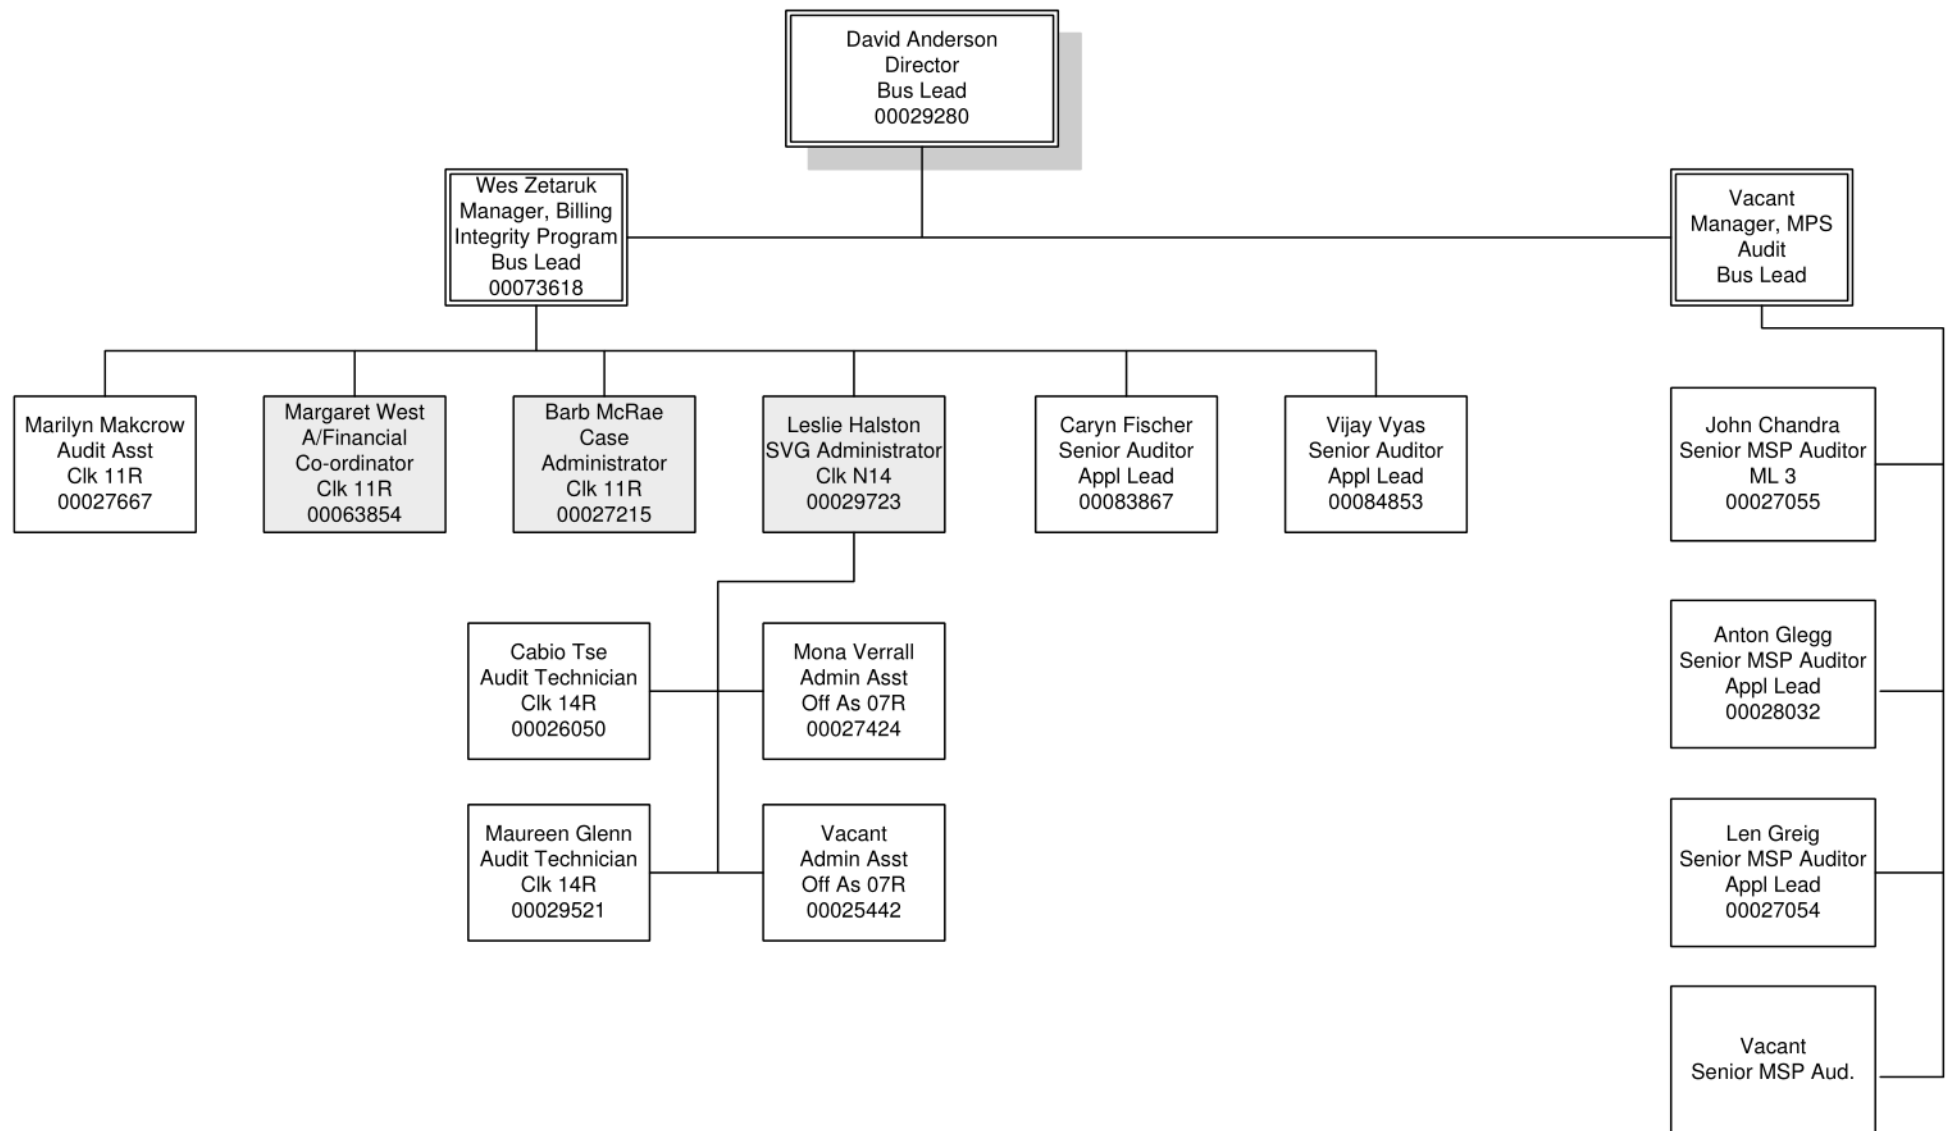 David Anderson
Director
Bus Lead
00029280
Wes Zetaruk
Manager, Billing
Integrity Program
Bus Lead
00073618
Vacant
Manager, MPS
Audit
Bus Lead
Marilyn Makcrow
Audit Asst
Clk 11R
00027667
Margaret West
A/Financial
Co-ordinator
Clk 11R
00063854
Barb McRae
Case
Administrator
Clk 11R
00027215
Leslie Halston
SVG Administrator
Clk N14
00029723
Caryn Fischer
Senior Auditor
Appl Lead
00083867
Vijay Vyas
Senior Auditor
Appl Lead
00084853
John Chandra
Senior MSP Auditor
ML 3
00027055
Cabio Tse
Audit Technician
Clk 14R
00026050
Mona Verrall
Admin Asst
Off As 07R
00027424
Anton Glegg
Senior MSP Auditor
Appl Lead
00028032
Maureen Glenn
Audit Technician
Clk 14R
00029521
Vacant
Admin Asst
Off As 07R
00025442
Len Greig
Senior MSP Auditor
Appl Lead
00027054
Vacant
Senior MSP Aud.